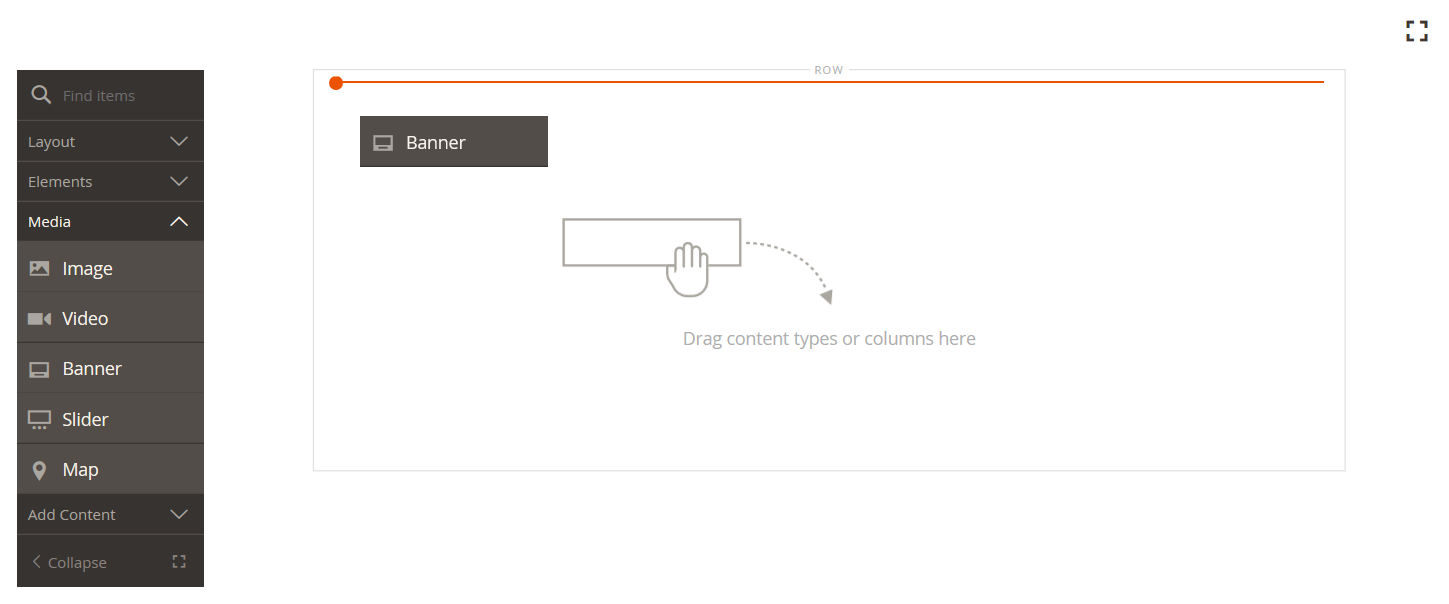 Find items
Layout
Elements
Media
Image
Video
Banner
Slider
Map
Add Content
Collapse
ROW
Banner
Drag content types or columns here